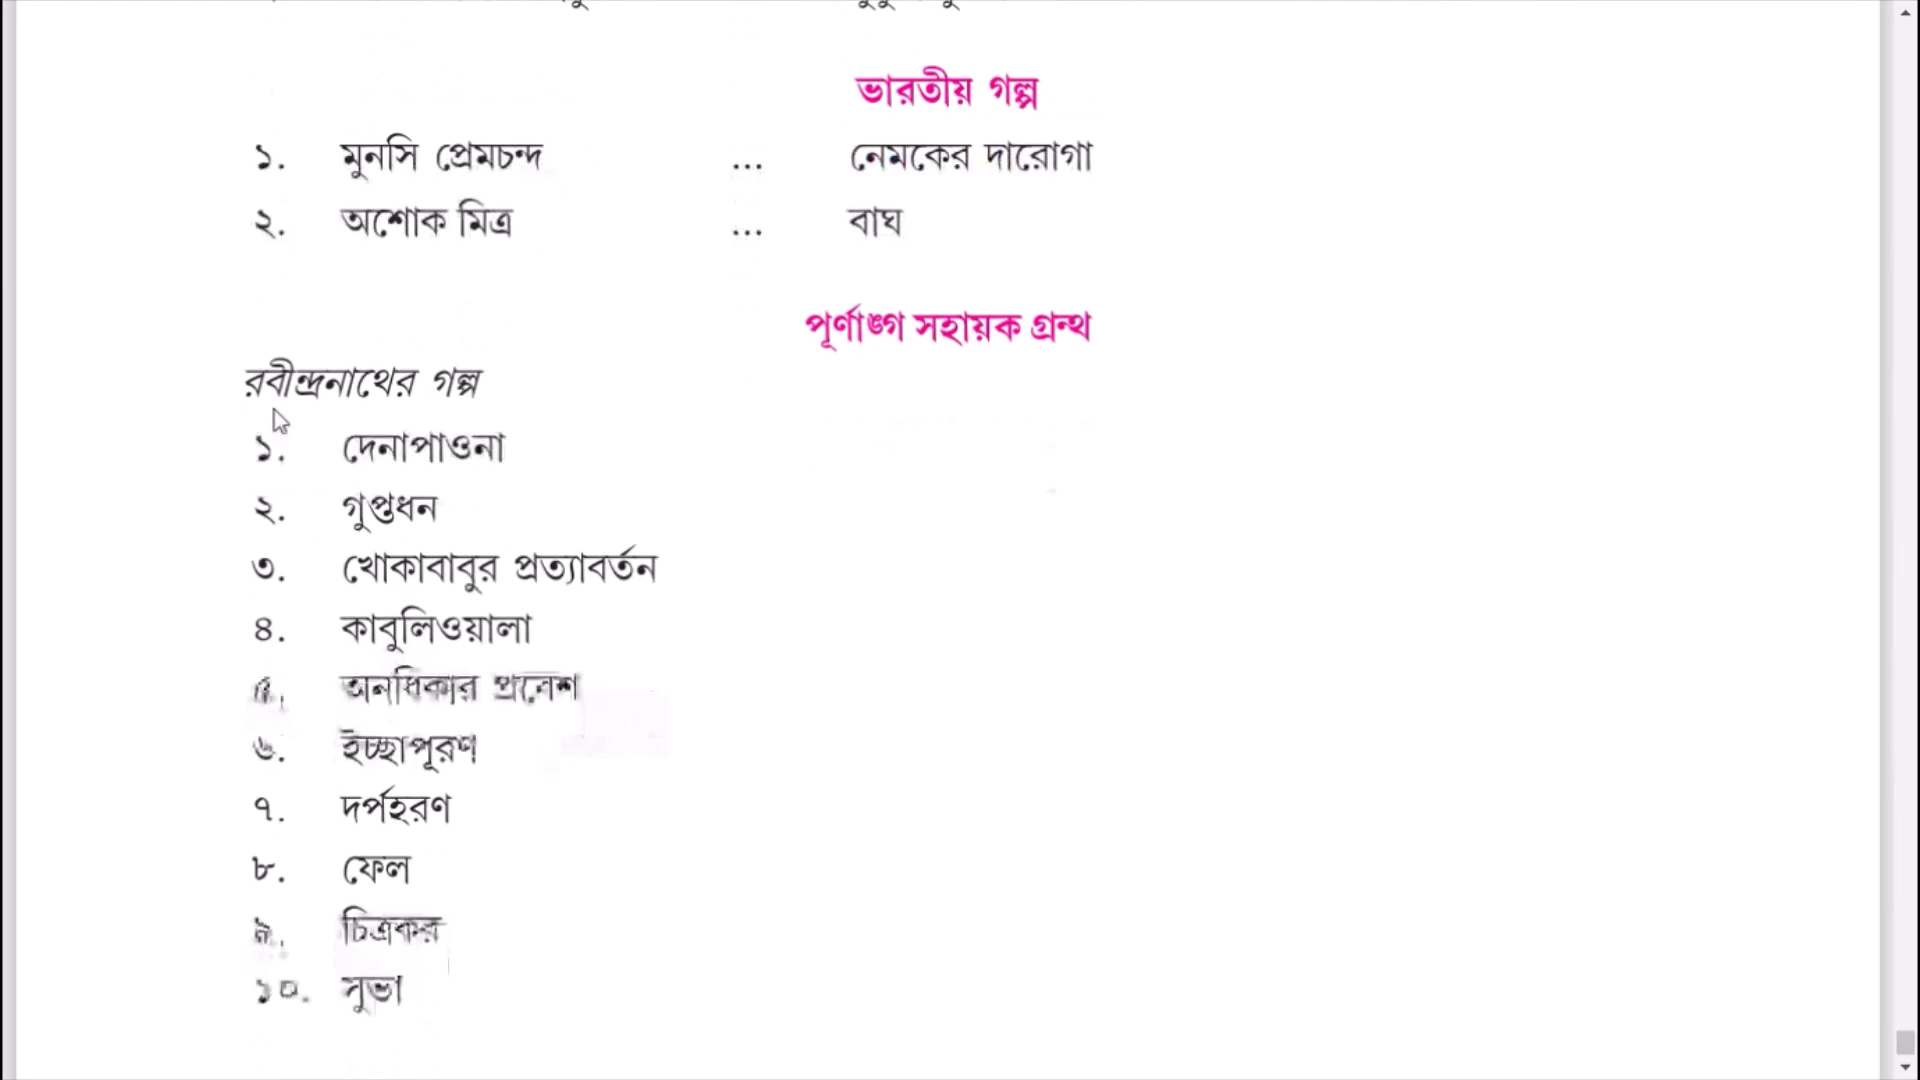 ভারতীয় গল্প
১. মুনসি প্রেমচন্দ ... নেমকের দারোগা
২. অশোক মিত্র ... বাঘ
পূর্ণাঙ্গ সহায়ক গ্রন্থ
রবীন্দ্রনাথের গল্প
১. দেনাপাওনা
২. গুপ্তধন
৩. খোকাবাবুর প্রত্যাবর্তন
৪. কাবুলিওয়ালা
৫. অনধিকার প্রবেশ
৬. ইচ্ছাপূরণ
৭. দর্পহরণ
৮. ফেল
৯. চিত্রকর
১০. সুভা